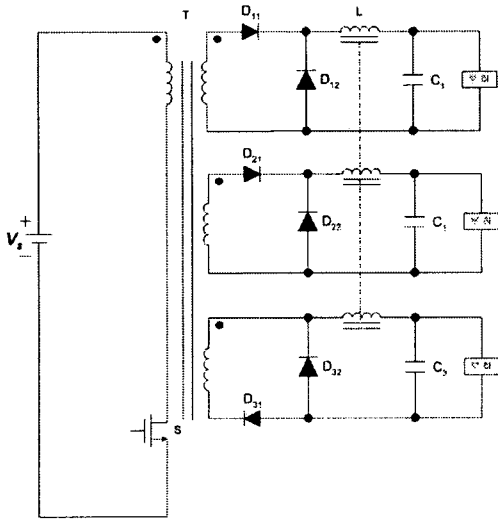 T
D₁₁
L
D₁₂
C₁
D₂₁
+
Vₛ
−
D₂₂
C₁
D₃₂
C₃
D₃₁
S